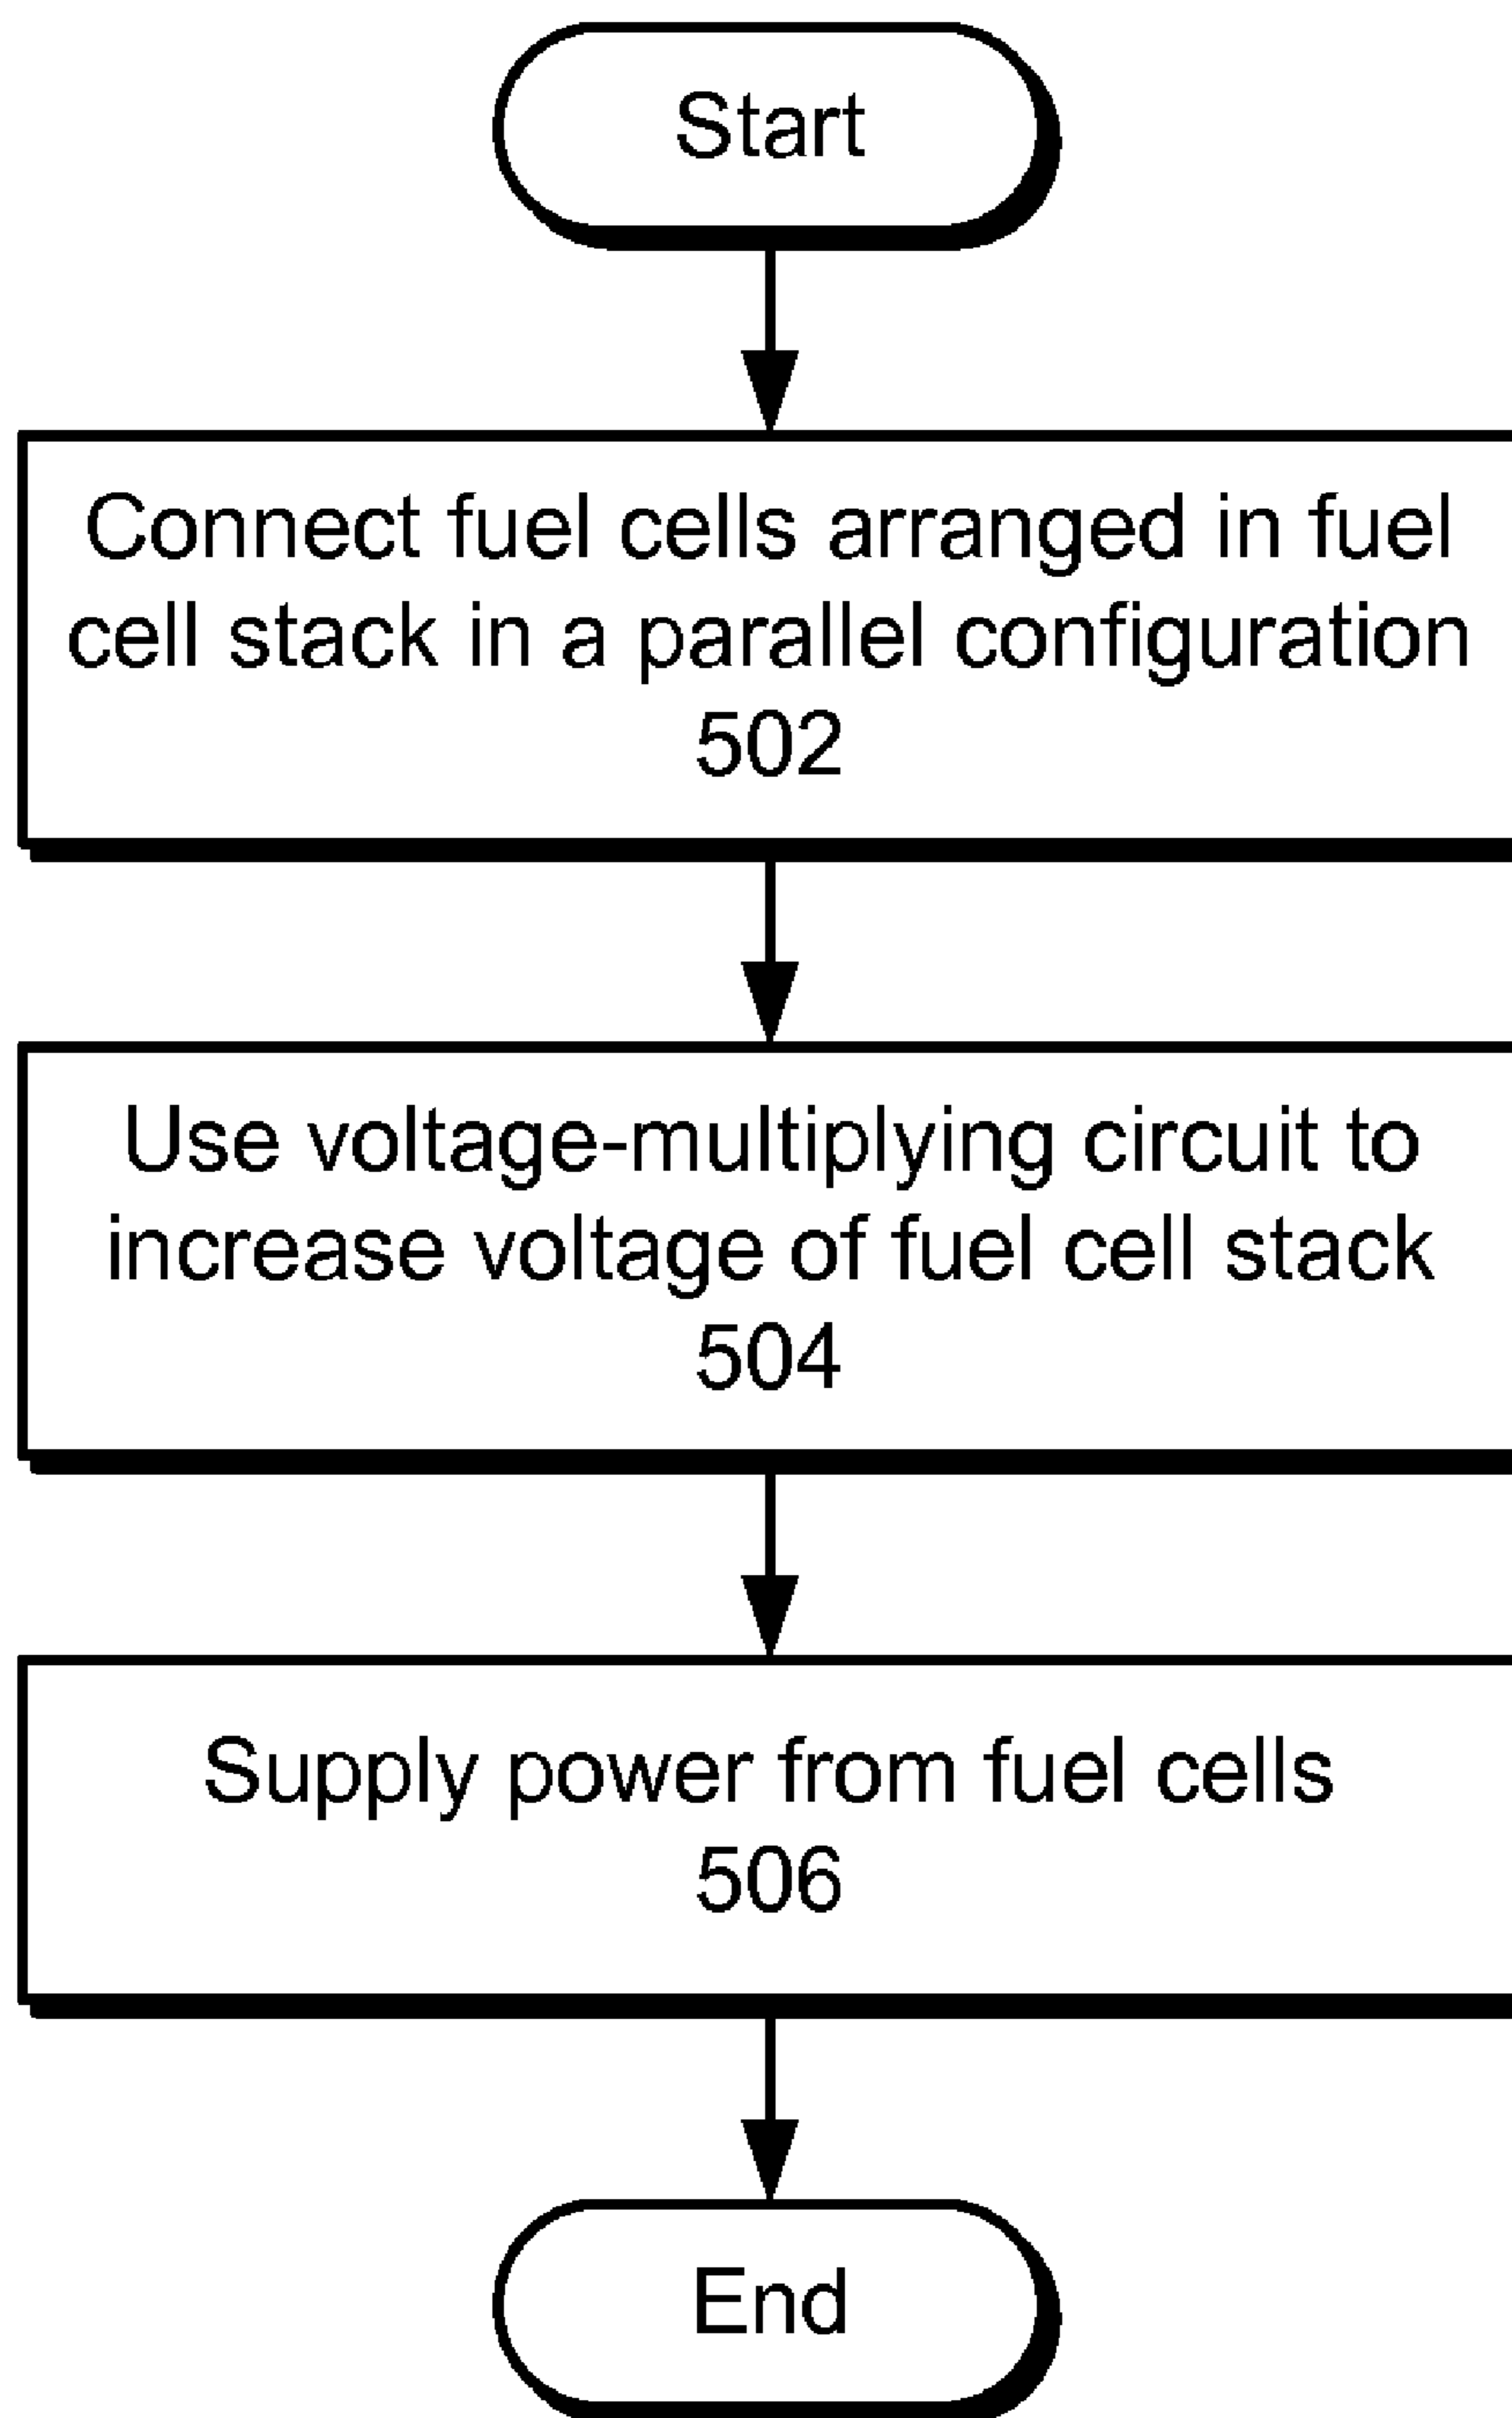 Start
Connect fuel cells arranged in fuel
cell stack in a parallel configuration
502
Use voltage-multiplying circuit to
increase voltage of fuel cell stack
504
Supply power from fuel cells
506
End